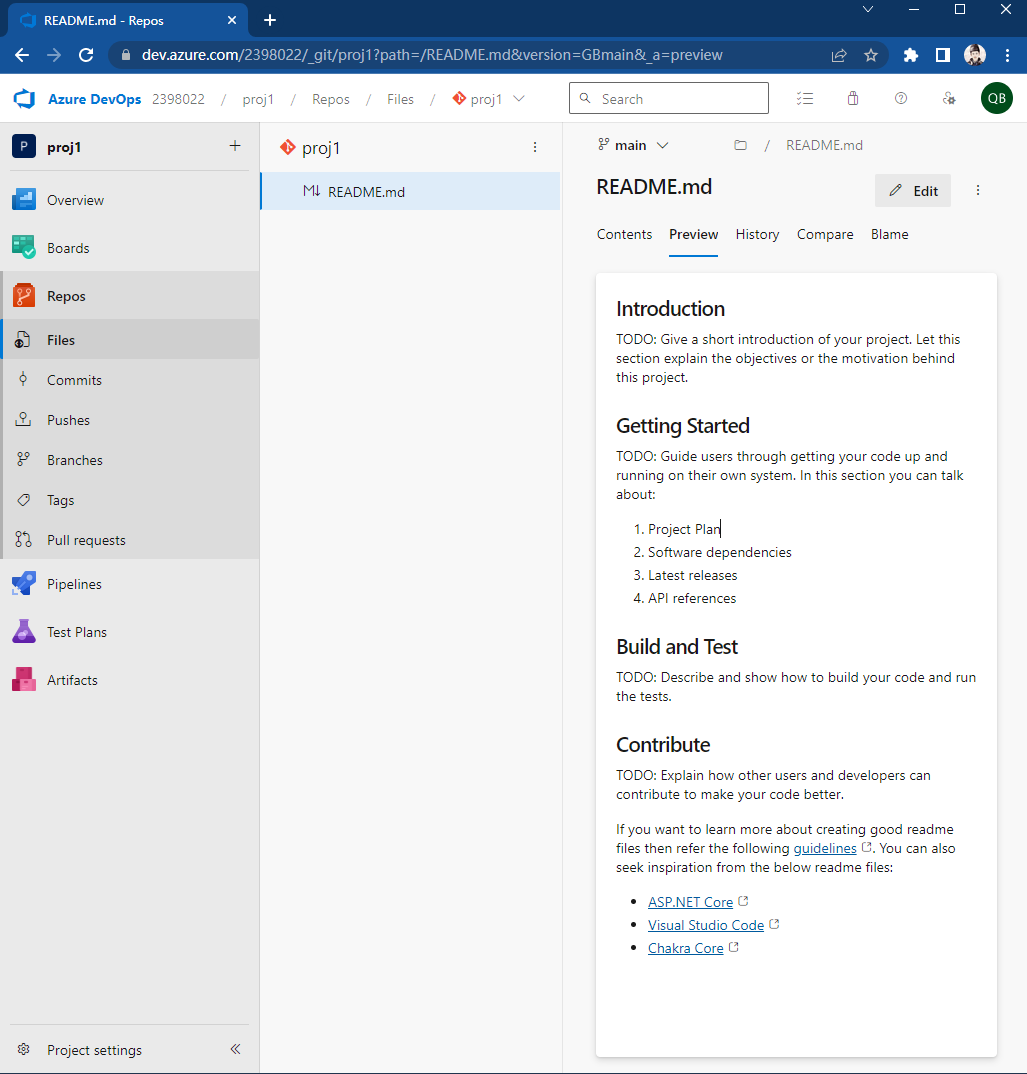 README.md - Repos
dev.azure.com/2398022/_git/proj1?path=/README.md&version=GBmain&_a=preview
Azure DevOps 2398022 / proj1 / Repos / Files / proj1
Search
QB
P proj1
Overview
Boards
Repos
Files
Commits
Pushes
Branches
Tags
Pull requests
Pipelines
Test Plans
Artifacts
Project settings
proj1
README.md
main / README.md
README.md
Edit
Contents Preview History Compare Blame
Introduction
TODO: Give a short introduction of your project. Let this
section explain the objectives or the motivation behind
this project.
Getting Started
TODO: Guide users through getting your code up and
running on their own system. In this section you can talk
about:
1. Project Plan
2. Software dependencies
3. Latest releases
4. API references
Build and Test
TODO: Describe and show how to build your code and run
the tests.
Contribute
TODO: Explain how other users and developers can
contribute to make your code better.
If you want to learn more about creating good readme
files then refer the following guidelines. You can also
seek inspiration from the below readme files:
• ASP.NET Core
• Visual Studio Code
• Chakra Core